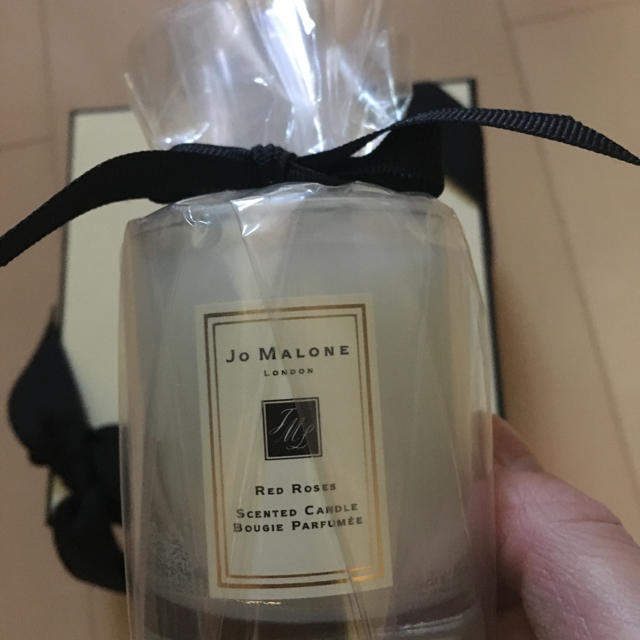 JO MALONE
LONDON
JML
RED ROSES
SCENTED CANDLE
BOUGIE PARFUMÉE